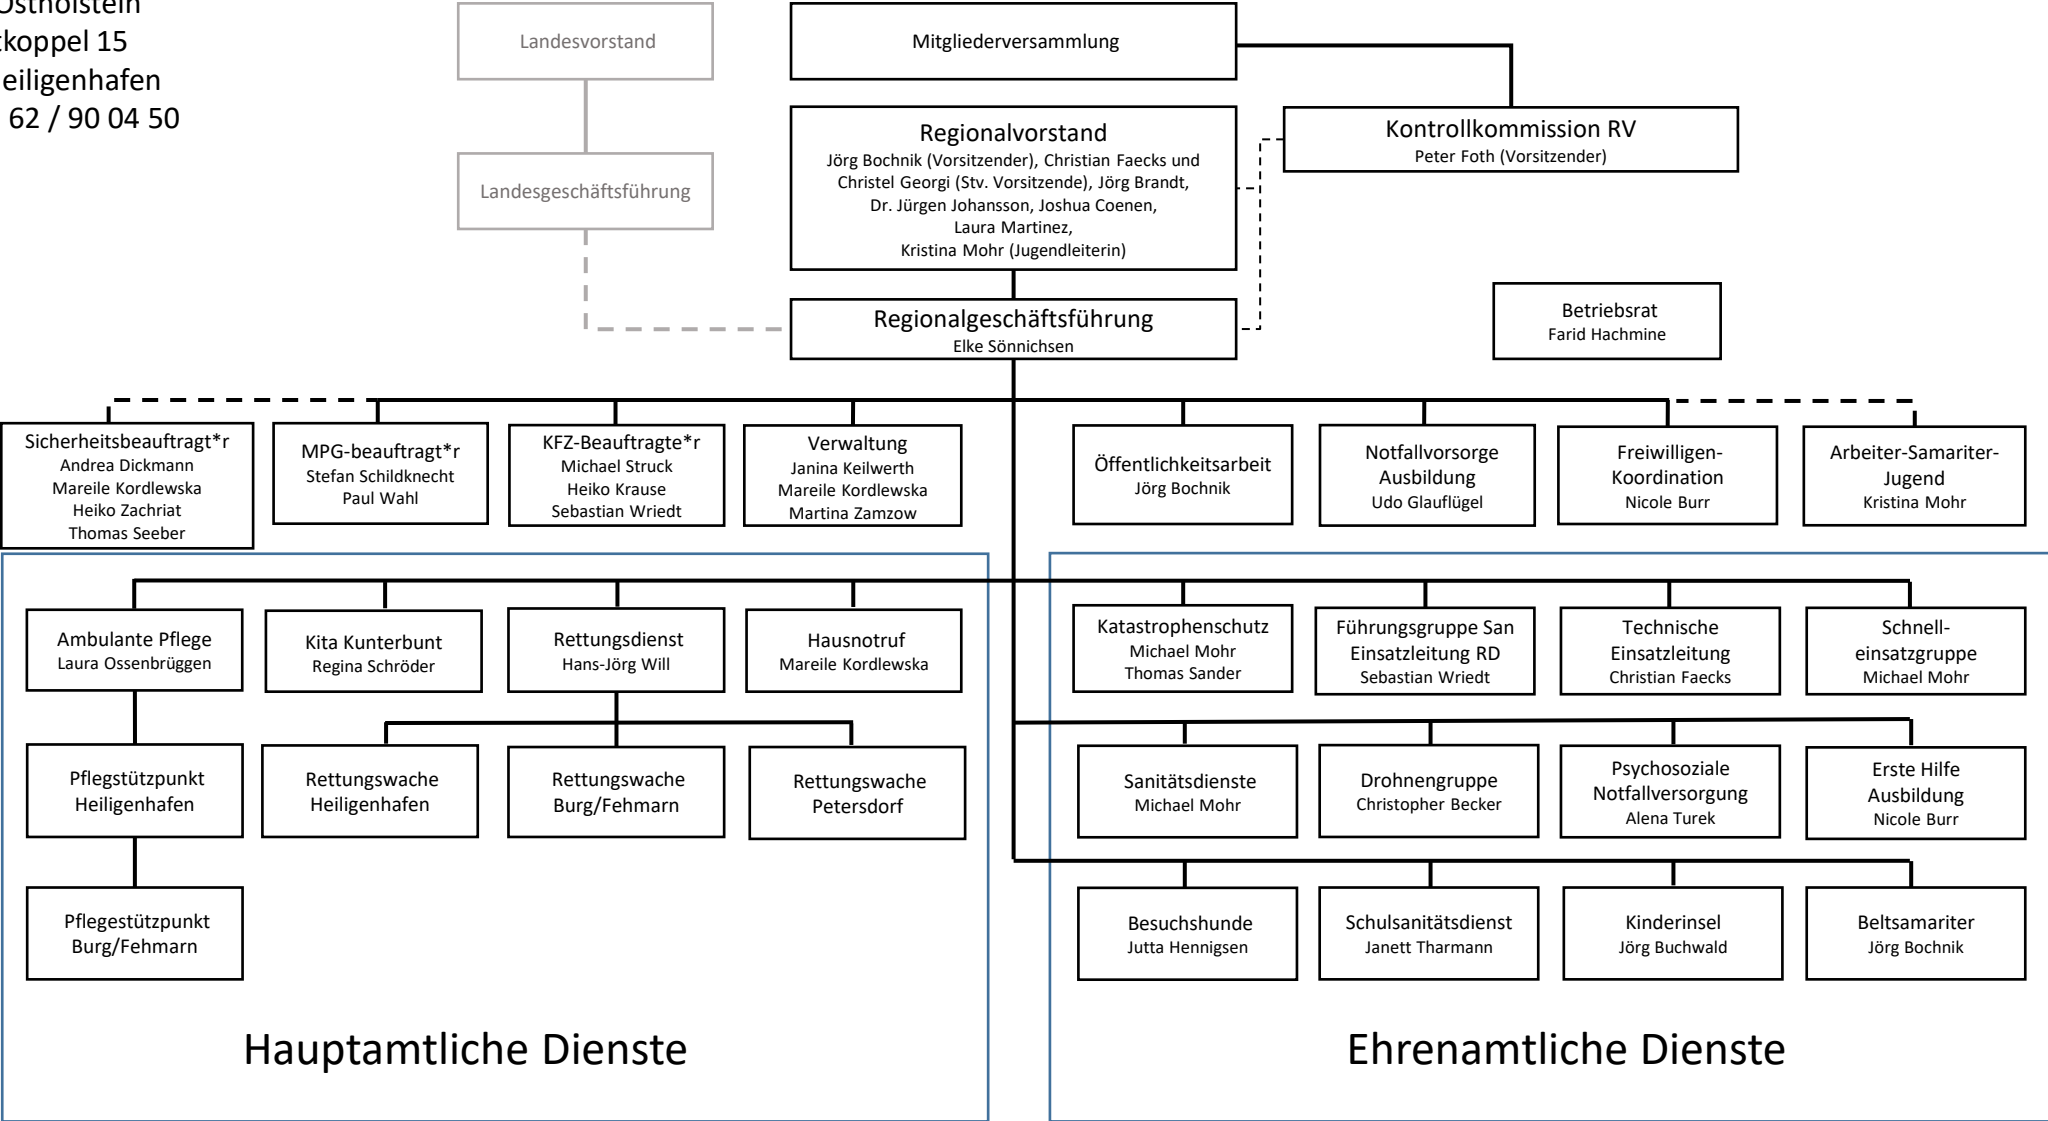 Ostholstein
koppel 15
eiligenhafen
62 / 90 04 50
Landesvorstand
Mitgliederversammlung
Landesgeschäftsführung
Regionalvorstand
Jörg Bochnik (Vorsitzender), Christian Faecks und
Christel Georgi (Stv. Vorsitzende), Jörg Brandt,
Dr. Jürgen Johansson, Joshua Coenen,
Laura Martinez,
Kristina Mohr (Jugendleiterin)
Kontrollkommission RV
Peter Foth (Vorsitzender)
Regionalgeschäftsführung
Elke Sönnichsen
Betriebsrat
Farid Hachmine
Sicherheitsbeauftragt*r
Andrea Dickmann
Mareile Kordlewska
Heiko Zachriat
Thomas Seeber
MPG-beauftragt*r
Stefan Schildknecht
Paul Wahl
KFZ-Beauftragte*r
Michael Struck
Heiko Krause
Sebastian Wriedt
Verwaltung
Janina Keilwerth
Mareile Kordlewska
Martina Zamzow
Öffentlichkeitsarbeit
Jörg Bochnik
Notfallvorsorge
Ausbildung
Udo Glauflügel
Freiwilligen-
Koordination
Nicole Burr
Arbeiter-Samariter-
Jugend
Kristina Mohr
Ambulante Pflege
Laura Ossenbrüggen
Kita Kunterbunt
Regina Schröder
Rettungsdienst
Hans-Jörg Will
Hausnotruf
Mareile Kordlewska
Katastrophenschutz
Michael Mohr
Thomas Sander
Führungsgruppe San
Einsatzleitung RD
Sebastian Wriedt
Technische
Einsatzleitung
Christian Faecks
Schnell-
einsatzgruppe
Michael Mohr
Pflegstützpunkt
Heiligenhafen
Rettungswache
Heiligenhafen
Rettungswache
Burg/Fehmarn
Rettungswache
Petersdorf
Sanitätsdienste
Michael Mohr
Drohnengruppe
Christopher Becker
Psychosoziale
Notfallversorgung
Alena Turek
Erste Hilfe
Ausbildung
Nicole Burr
Pflegestützpunkt
Burg/Fehmarn
Besuchshunde
Jutta Hennigsen
Schulsanitätsdienst
Janett Tharmann
Kinderinsel
Jörg Buchwald
Beltsamariter
Jörg Bochnik
Hauptamtliche Dienste
Ehrenamtliche Dienste